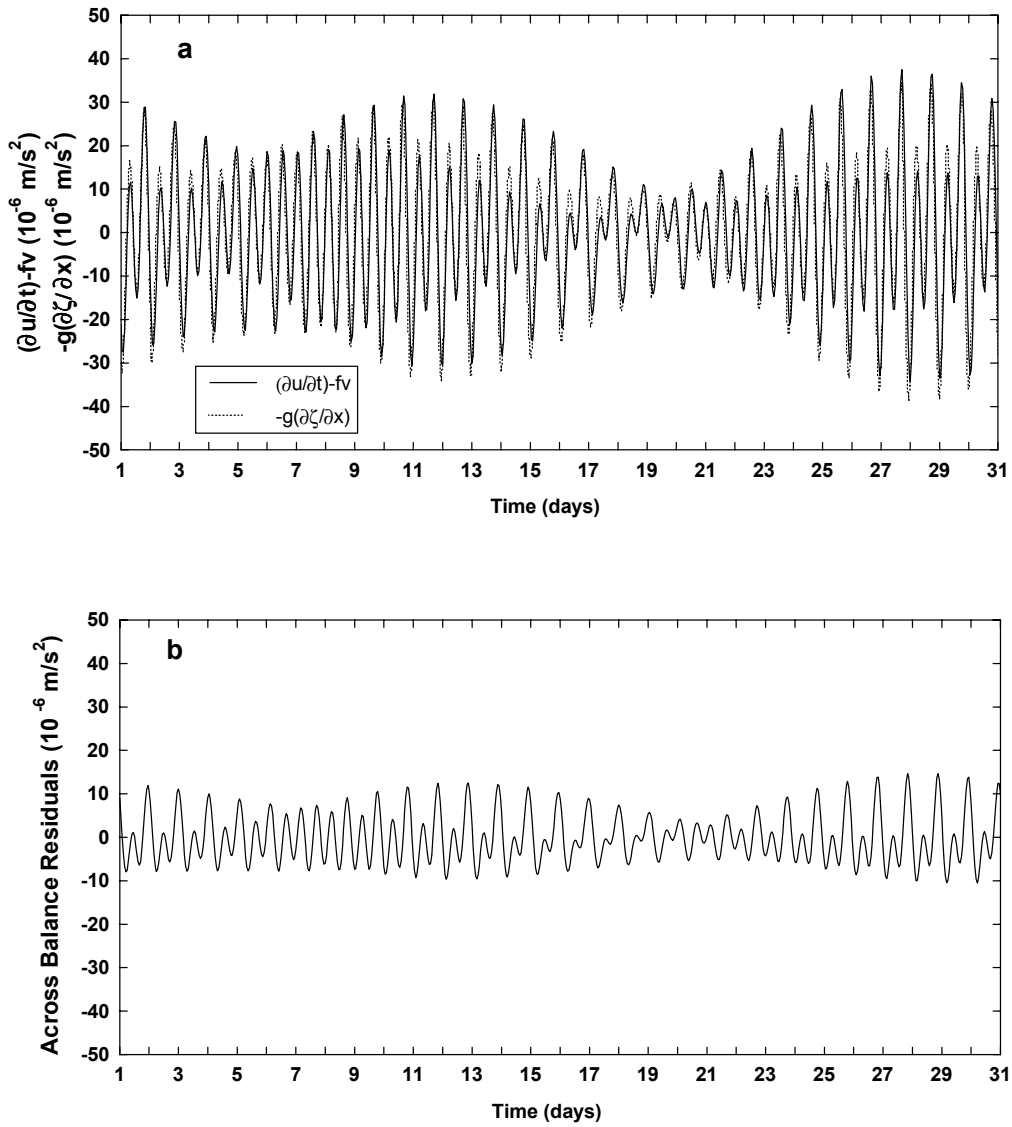 a
(∂u/∂t)-fv (10⁻⁶ m/s²)
-g(∂ζ/∂x) (10⁻⁶ m/s²)
50
40
30
20
10
0
-10
-20
-30
-40
-50
(∂u/∂t)-fv
-g(∂ζ/∂x)
1 3 5 7 9 11 13 15 17 19 21 23 25 27 29 31
Time (days)
b
Across Balance Residuals (10⁻⁶ m/s²)
50
40
30
20
10
0
-10
-20
-30
-40
-50
1 3 5 7 9 11 13 15 17 19 21 23 25 27 29 31
Time (days)